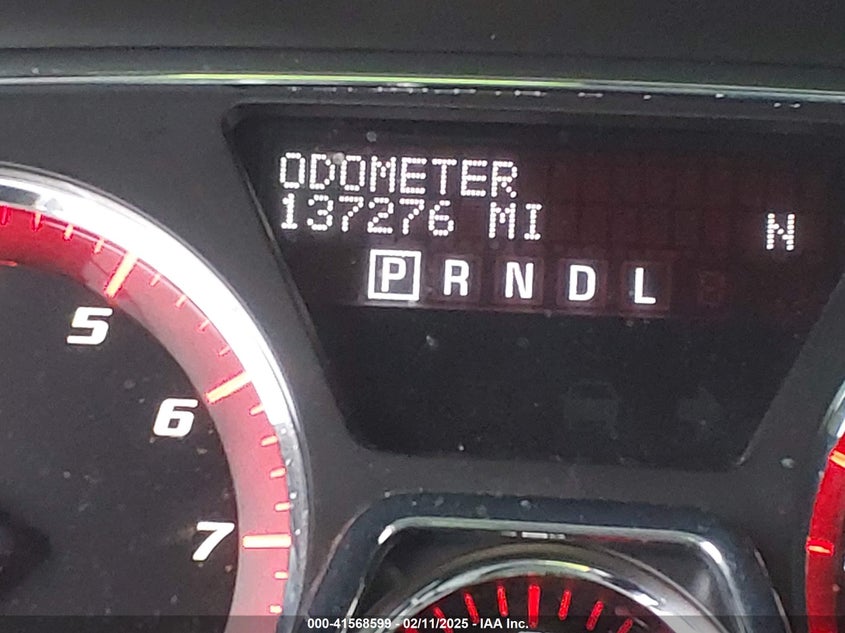 ODOMETER
137276 MI N
P R N D L
5
6
7
000-41568599 - 02/11/2025 - IAA Inc.